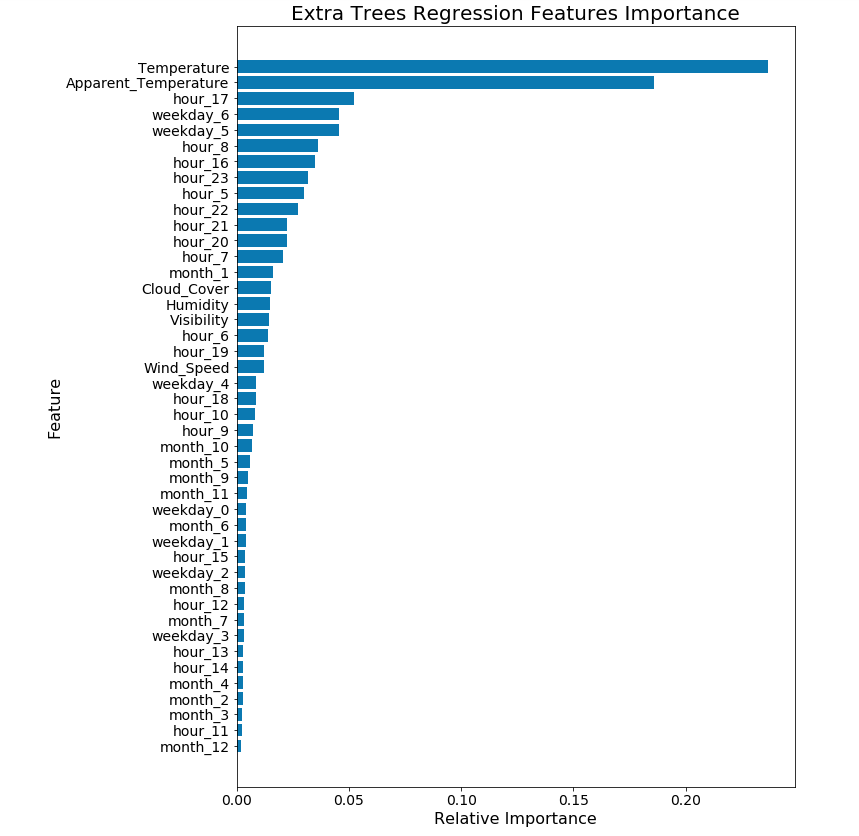 Extra Trees Regression Features Importance
Temperature
Apparent_Temperature
hour_17
weekday_6
weekday_5
hour_8
hour_16
hour_23
hour_5
hour_22
hour_21
hour_20
hour_7
month_1
Cloud_Cover
Humidity
Visibility
hour_6
hour_19
Wind_Speed
weekday_4
hour_18
hour_10
hour_9
month_10
month_5
month_9
month_11
weekday_0
month_6
weekday_1
hour_15
weekday_2
month_8
hour_12
month_7
weekday_3
hour_13
hour_14
month_4
month_2
month_3
hour_11
month_12
Feature
0.00 0.05 0.10 0.15 0.20
Relative Importance